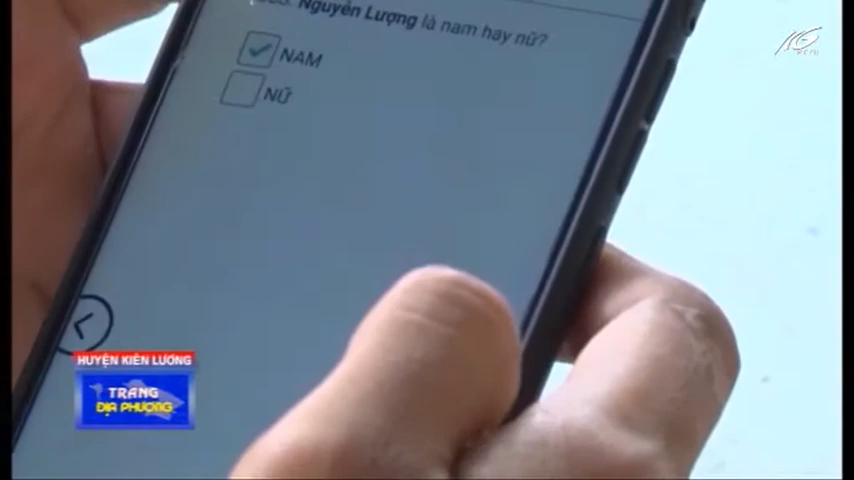 Nguyễn Lượng là nam hay nữ?
NAM
NỮ
HUYỆN KIÊN LƯƠNG
TRANG
ĐỊA PHƯƠNG